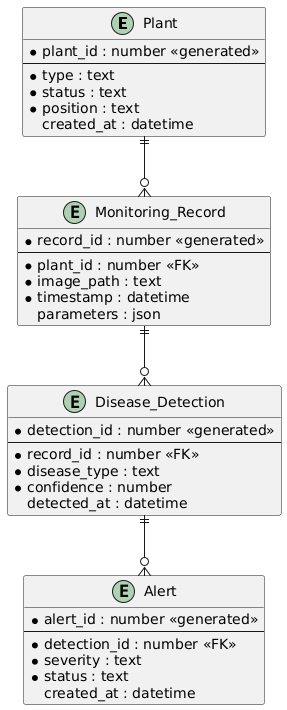 E Plant
plant_id : number «generated»
type : text
status : text
position : text
created_at : datetime
E Monitoring_Record
record_id : number «generated»
plant_id : number «FK»
image_path : text
timestamp : datetime
parameters : json
E Disease_Detection
detection_id : number «generated»
record_id : number «FK»
disease_type : text
confidence : number
detected_at : datetime
E Alert
alert_id : number «generated»
detection_id : number «FK»
severity : text
status : text
created_at : datetime